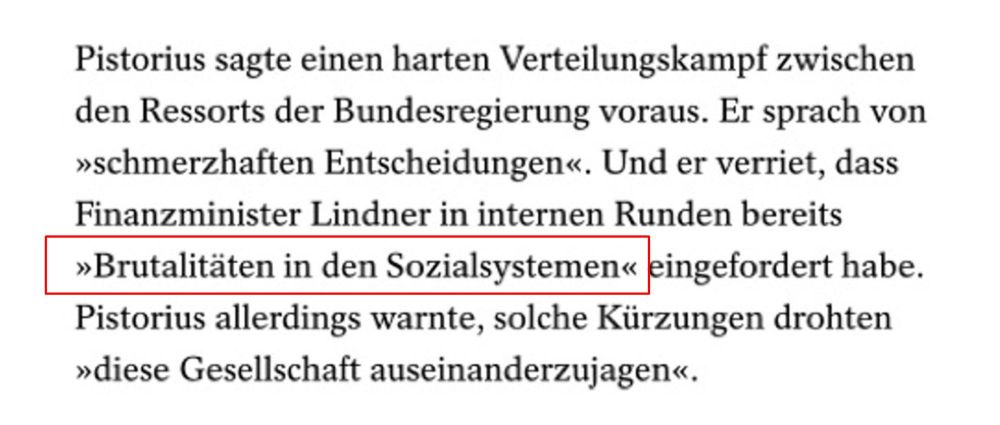 Pistorius sagte einen harten Verteilungskampf zwischen
den Ressorts der Bundesregierung voraus. Er sprach von
»schmerzhaften Entscheidungen«. Und er verriet, dass
Finanzminister Lindner in internen Runden bereits
»Brutalitäten in den Sozialsystemen« eingefordert habe.
Pistorius allerdings warnte, solche Kürzungen drohten
»diese Gesellschaft auseinanderzujagen«.